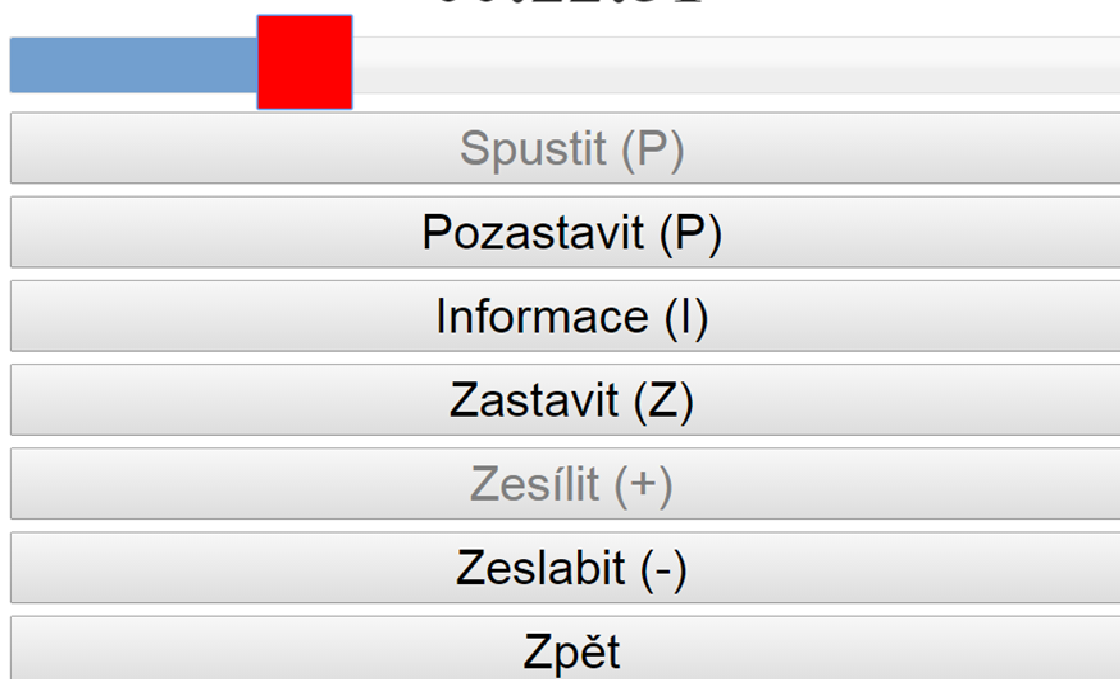 Spustit (P)
Pozastavit (P)
Informace (I)
Zastavit (Z)
Zesílit (+)
Zeslabit (-)
Zpět